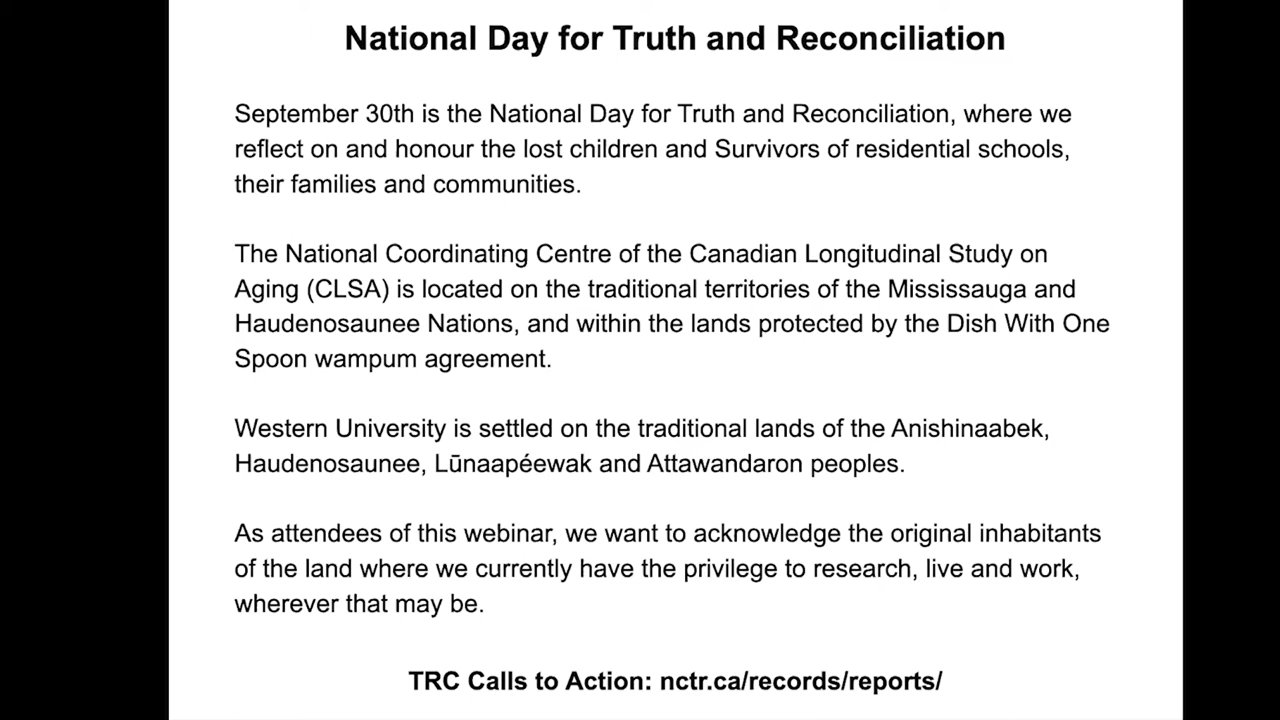 National Day for Truth and Reconciliation
September 30th is the National Day for Truth and Reconciliation, where we
reflect on and honour the lost children and Survivors of residential schools,
their families and communities.
The National Coordinating Centre of the Canadian Longitudinal Study on
Aging (CLSA) is located on the traditional territories of the Mississauga and
Haudenosaunee Nations, and within the lands protected by the Dish With One
Spoon wampum agreement.
Western University is settled on the traditional lands of the Anishinaabek,
Haudenosaunee, Lūnaapéewak and Attawandaron peoples.
As attendees of this webinar, we want to acknowledge the original inhabitants
of the land where we currently have the privilege to research, live and work,
wherever that may be.
TRC Calls to Action: nctr.ca/records/reports/